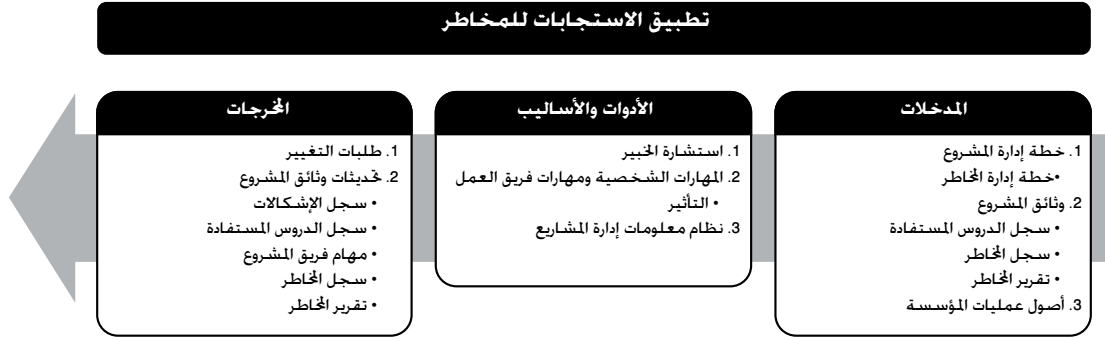 تطبيق الاستجابات للمخاطر
المدخلات
1. خطة إدارة المشروع
•خطة إدارة المخاطر
2. وثائق المشروع
• سجل الدروس المستفادة
• سجل المخاطر
• تقرير المخاطر
3. أصول عمليات المؤسسة
الأدوات والأساليب
1. استشارة الخبير
2. المهارات الشخصية ومهارات فريق العمل
• التأثير
3. نظام معلومات إدارة المشاريع
المخرجات
1. طلبات التغيير
2. تحديثات وثائق المشروع
• سجل الإشكالات
• سجل الدروس المستفادة
• مهام فريق المشروع
• سجل المخاطر
• تقرير المخاطر